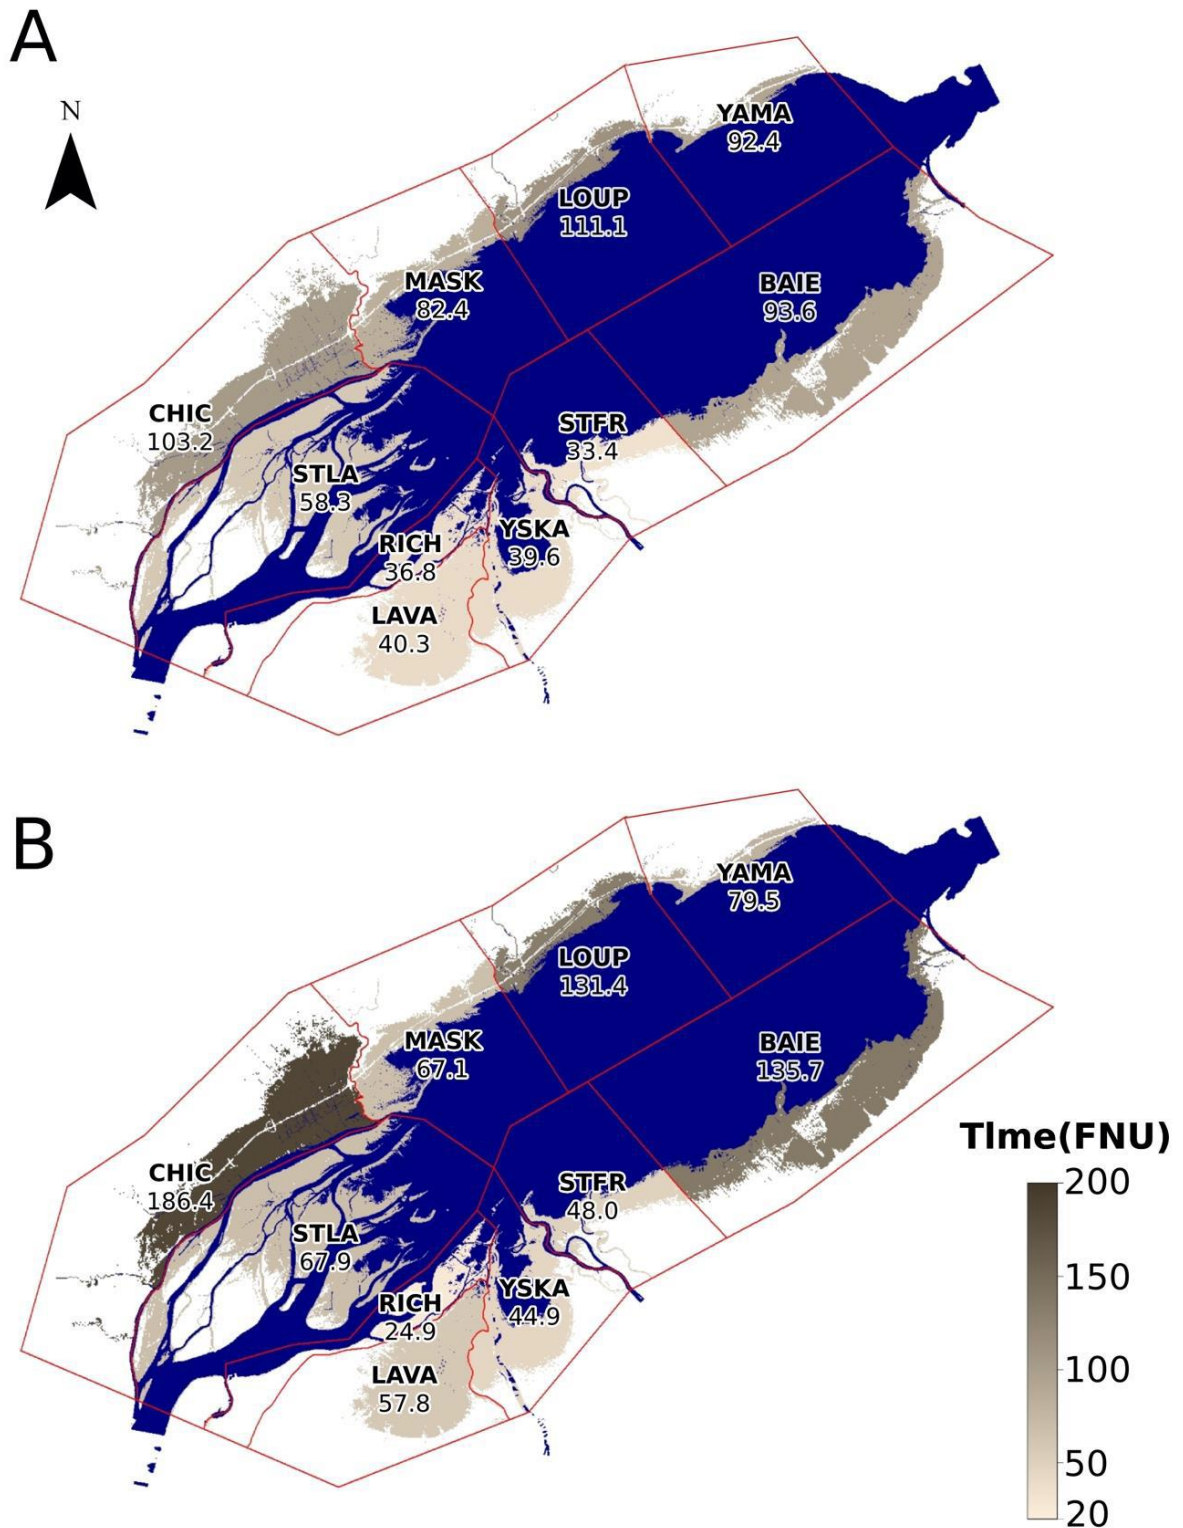 A
N
YAMA
92.4
LOUP
111.1
MASK
82.4
BAIE
93.6
CHIC
103.2
STFR
33.4
STLA
58.3
YSKA
39.6
RICH
36.8
LAVA
40.3
B
YAMA
79.5
LOUP
131.4
MASK
67.1
BAIE
135.7
CHIC
186.4
STFR
48.0
STLA
67.9
YSKA
44.9
RICH
24.9
LAVA
57.8
TIme(FNU)
200
150
100
50
20